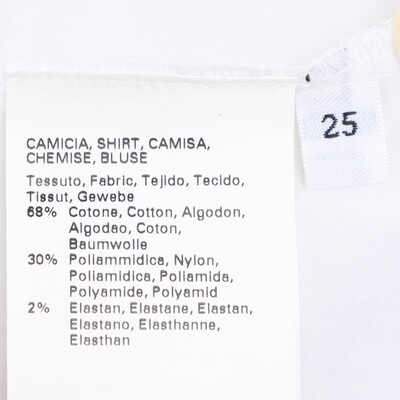 CAMICIA, SHIRT, CAMISA,
CHEMISE, BLUSE
Tessuto, Fabric, Tejido, Tecido,
Tissut, Gewebe
68% Cotone, Cotton, Algodon,
Algodao, Coton,
Baumwolle
30% Poliammidica, Nylon,
Poliamidica, Poliamida,
Polyamide, Polyamid
2% Elastan, Elastane, Elastan,
Elastano, Elasthanne,
Elasthan
25